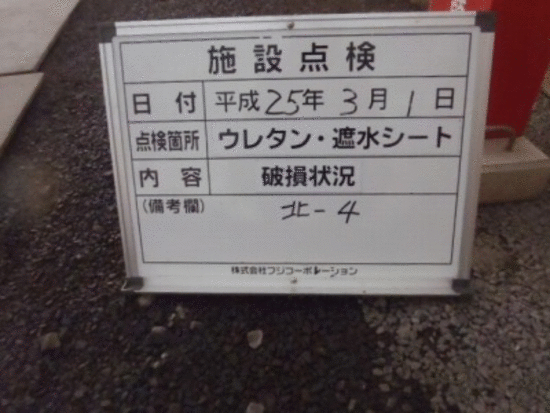 施設点検
日付 平成25年3月1日
点検箇所 ウレタン・遮水シート
内容 破損状況
(備考欄) 北-4
株式会社フジコーポレーション